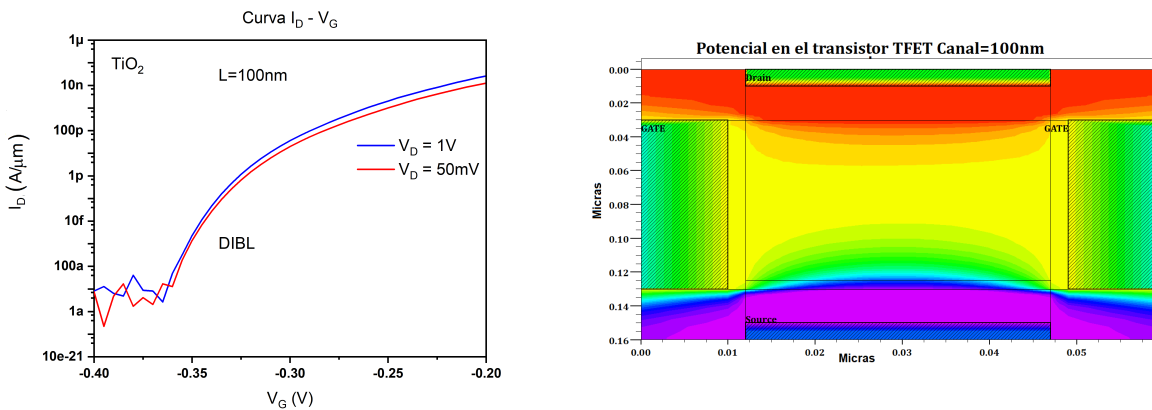 Curva I_D - V_G
TiO₂
L=100nm
V_D = 1V
V_D = 50mV
DIBL
1µ
10n
100p
1p
10f
100a
1a
10e-21
I_D (A/µm)
-0.40
-0.35
-0.30
-0.25
-0.20
V_G (V)
Potencial en el transistor TFET Canal=100nm
Drain
GATE
GATE
Source
0.00
0.02
0.04
0.06
0.08
0.10
0.12
0.14
0.16
Micras
0.00
0.01
0.02
0.03
0.04
0.05
Micras